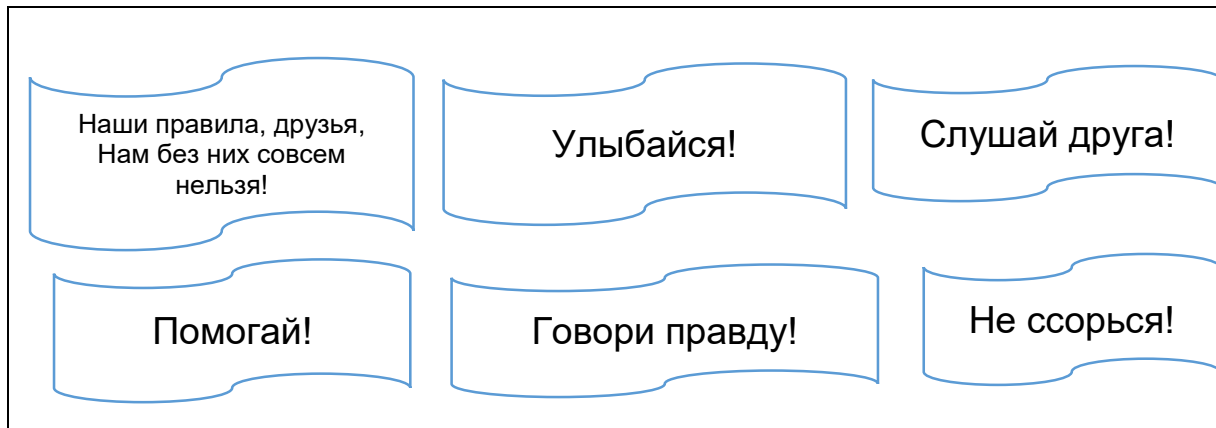 Наши правила, друзья,
Нам без них совсем
нельзя!
Улыбайся!
Слушай друга!
Помогай!
Говори правду!
Не ссорься!